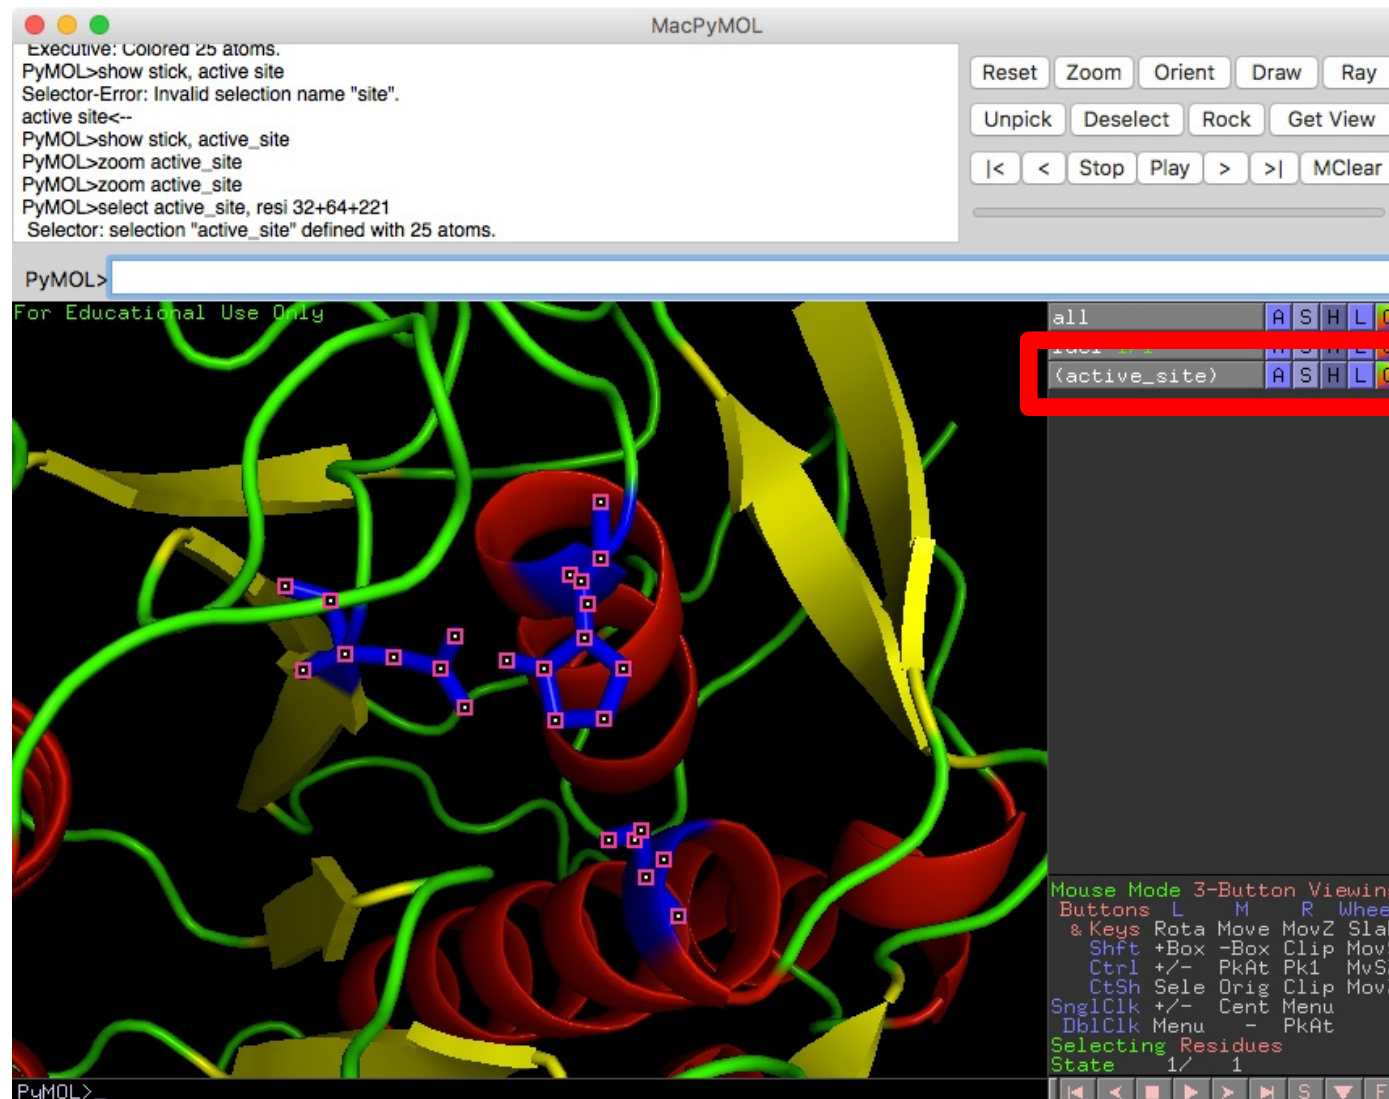 MacPyMOL
Executive: Colored 25 atoms.
PyMOL>show stick, active site
Selector-Error: Invalid selection name "site".
active site<--
PyMOL>show stick, active_site
PyMOL>zoom active_site
PyMOL>zoom active_site
PyMOL>select active_site, resi 32+64+221
Selector: selection "active_site" defined with 25 atoms.
Reset Zoom Orient Draw Ray
Unpick Deselect Rock Get View
|< < Stop Play > >| MClear
PyMOL>
For Educational Use Only
all A S H L
(active_site) A S H L
Mouse Mode 3-Button Viewing
Buttons L M R Whee
& Keys Rota Move MovZ Sla
Shft +Box -Box Clip Mov
Ctrl +/- PkAt Pk1 MvS
CtSh Sele Orig Clip Mov
SnglClk +/- Cent Menu
DblClk Menu - PkAt
Selecting Residues
State 1/ 1
PyMOL>_
S F